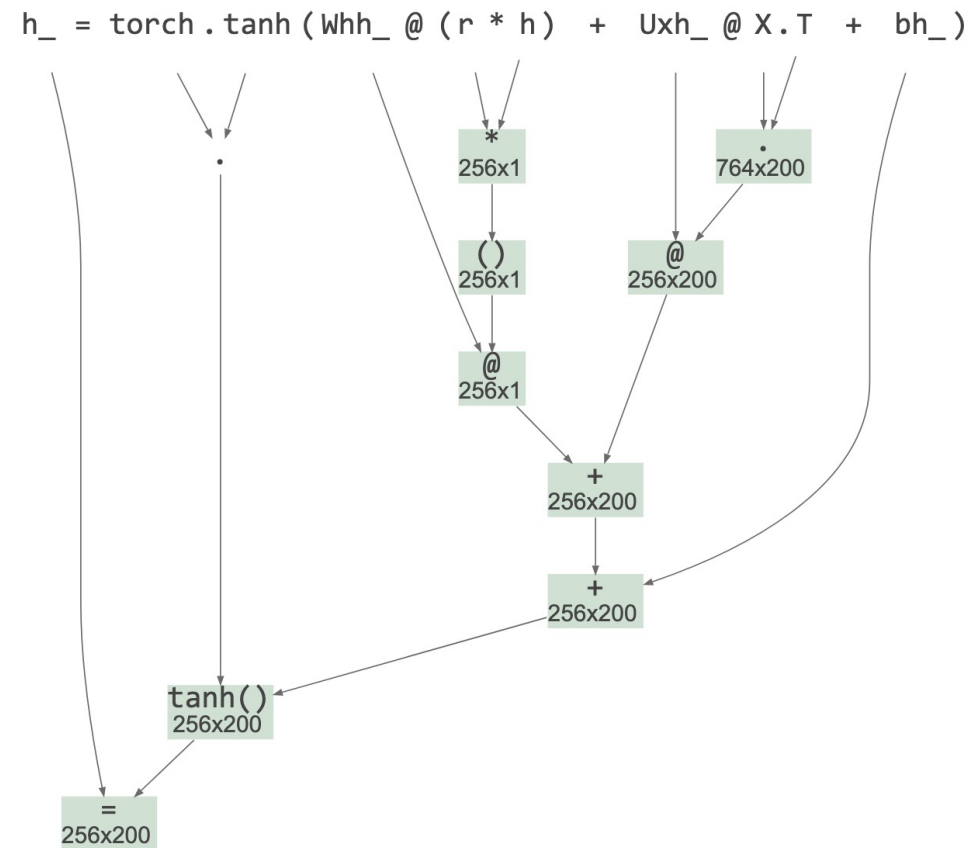 h_ = torch.tanh(Whh_ @ (r * h) + Uxh_ @ X.T + bh_)
*
.
256x1
764x200
.
()
@
256x1
256x200
@
256x1
+
256x200
+
256x200
tanh()
256x200
=
256x200